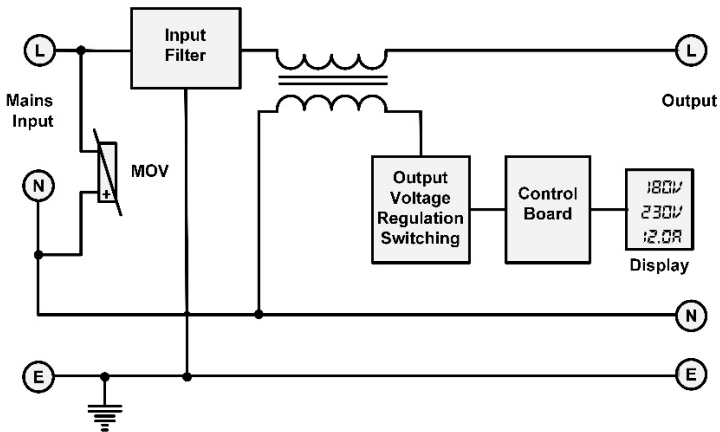 Input
Filter
L
L
Mains
Input
Output
MOV
+
N
Output
Voltage
Regulation
Switching
Control
Board
180V
230V
12.0A
Display
N
E
E